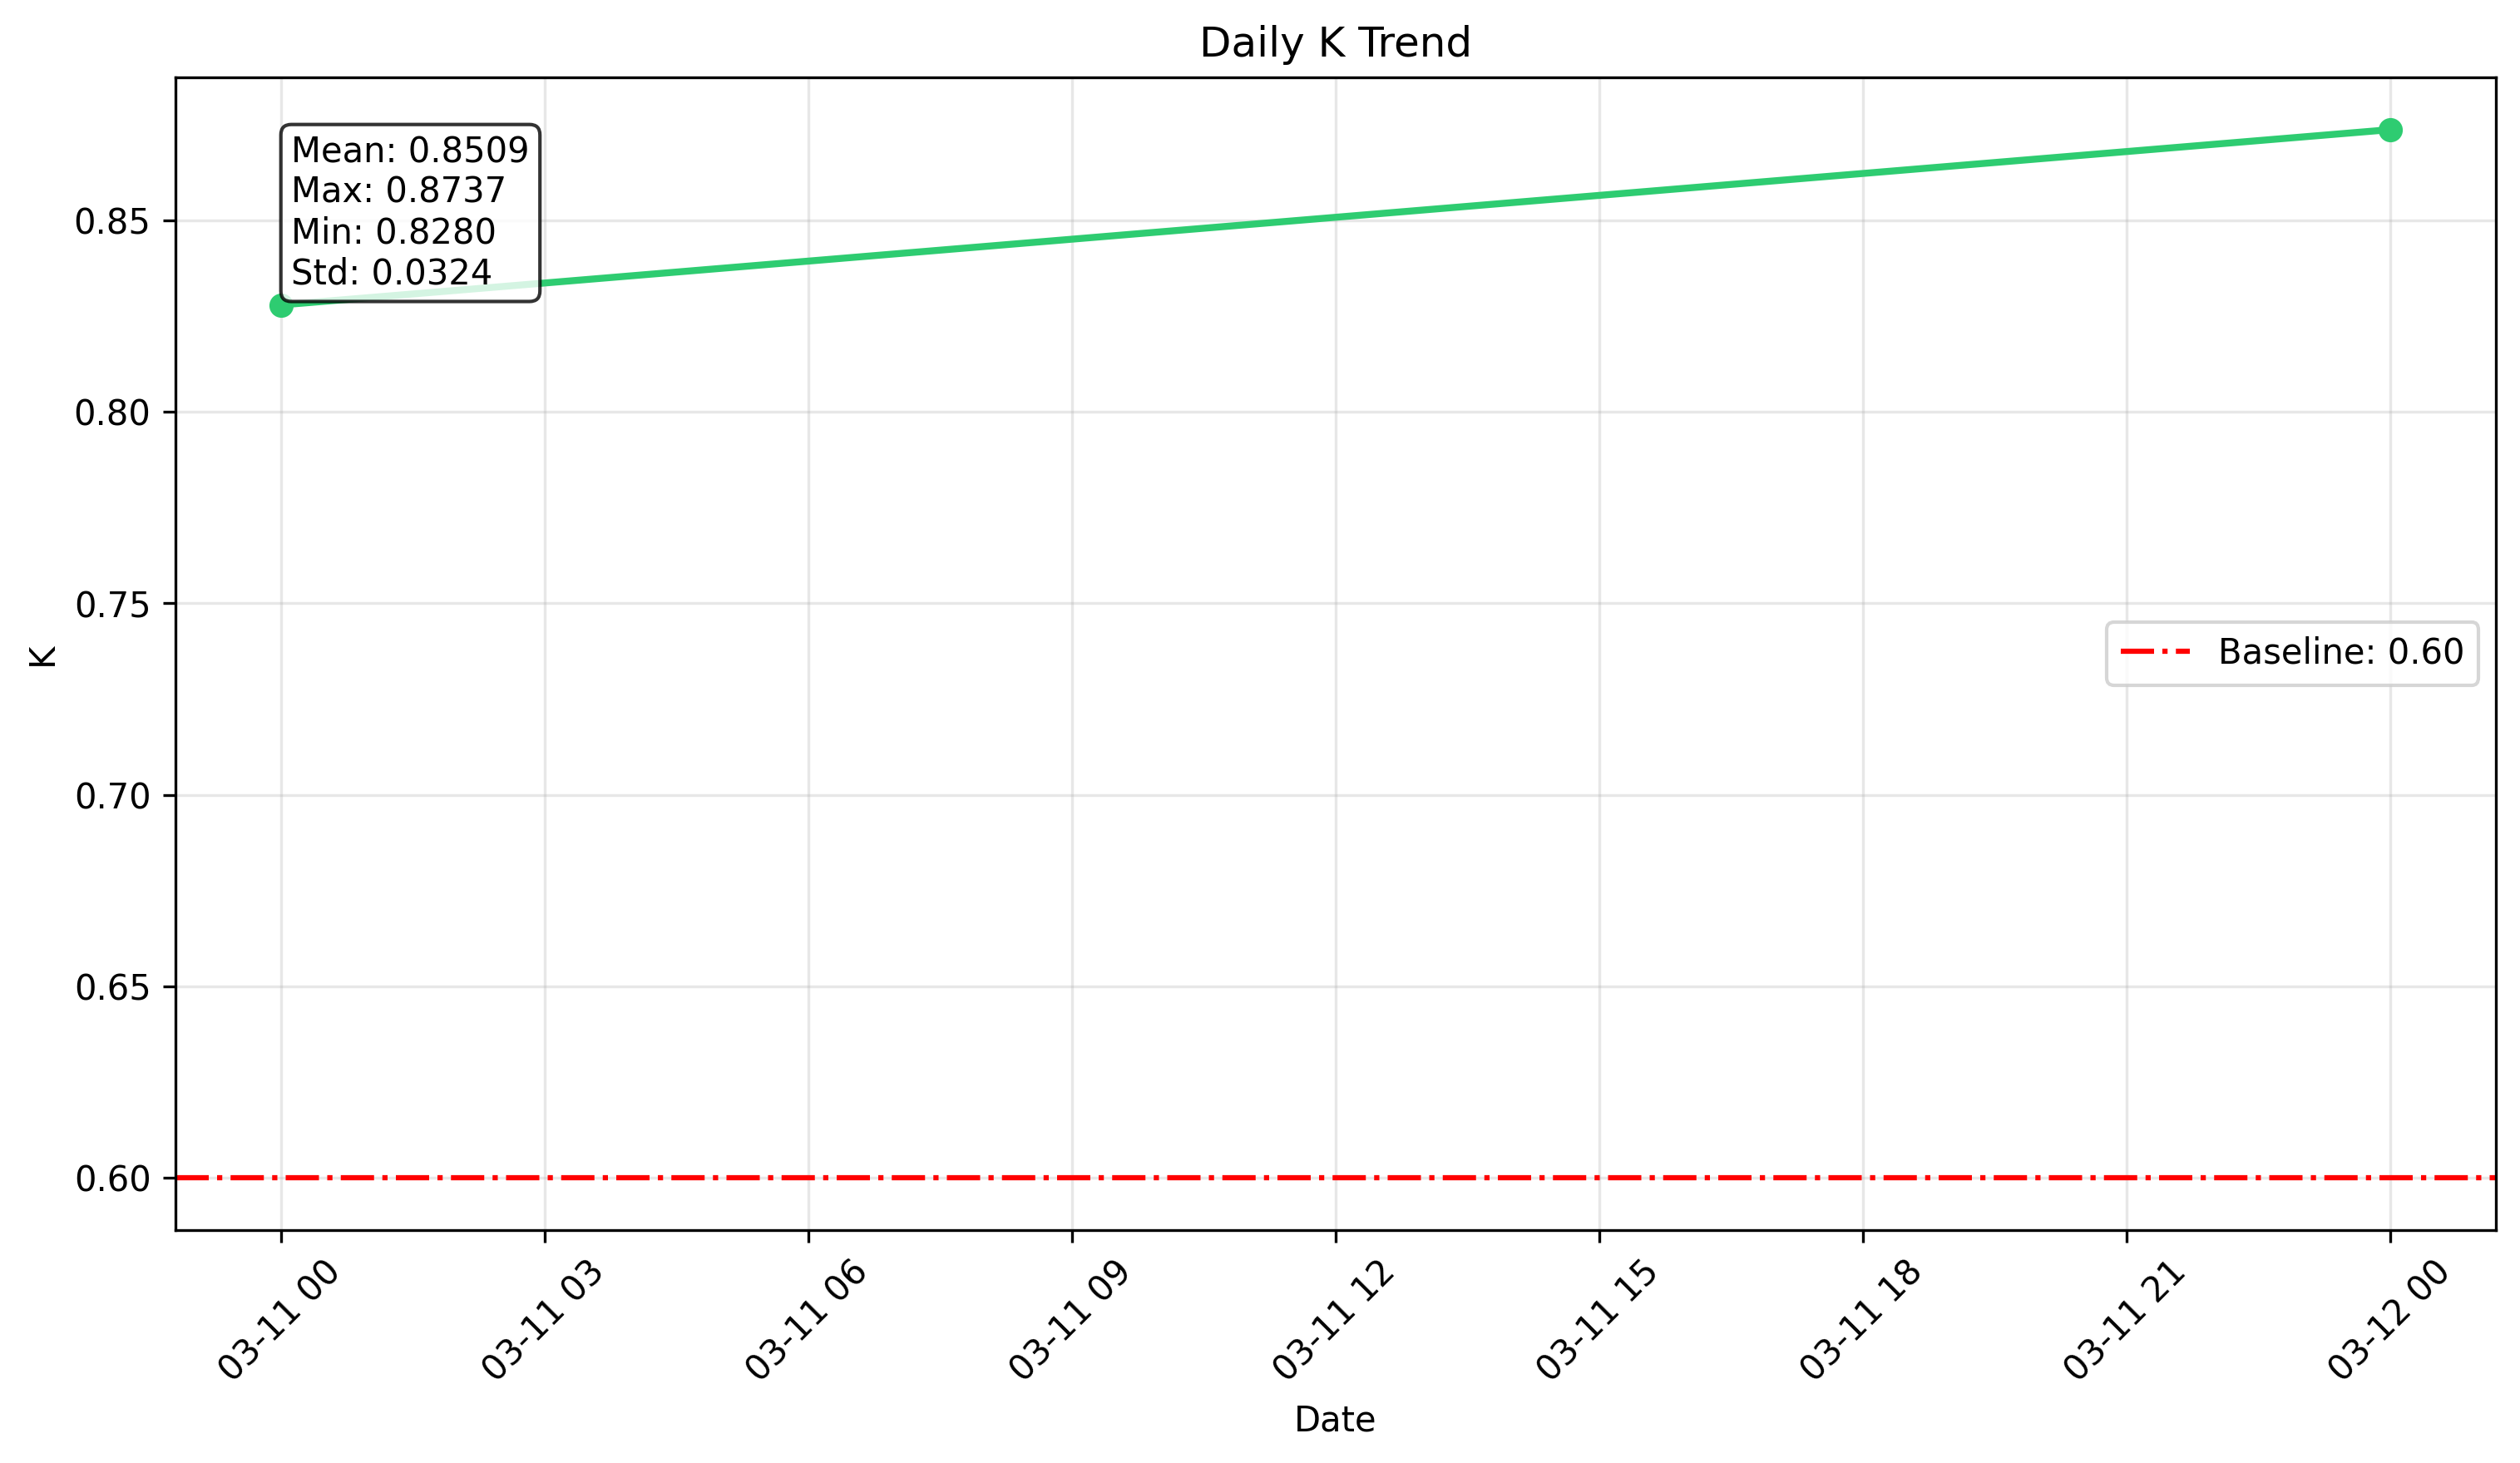 Daily K Trend
Mean: 0.8509
Max: 0.8737
Min: 0.8280
Std: 0.0324
0.85
0.80
0.75
0.70
0.65
0.60
K
Baseline: 0.60
03-11 00
03-11 03
03-11 06
03-11 09
03-11 12
03-11 15
03-11 18
03-11 21
03-12 00
Date